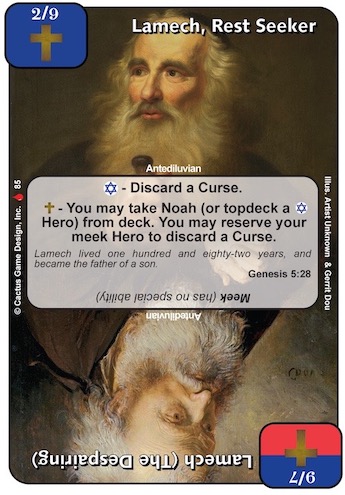 2/9
Lamech, Rest Seeker
Antediluvian
- Discard a Curse.
- You may take Noah (or topdeck a
Hero) from deck. You may reserve your
meek Hero to discard a Curse.
Lamech lived one hundred and eighty-two years, and
became the father of a son.
Genesis 5:28
Meek (has no special ability)
Antediluvian
Lamech (The Despairing)
7/6
© Cactus Game Design, Inc. 85
Illus. Artist Unknown & Gerrit Dou